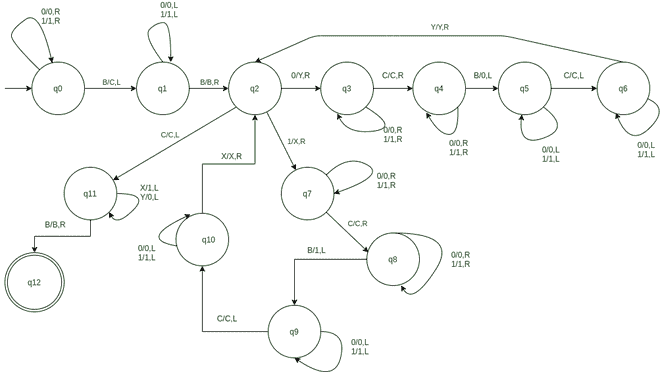 Y/Y,R
0/0,R
1/1,R
0/0,L
1/1,L
q0
B/C,L
q1
B/B,R
q2
0/Y,R
q3
C/C,R
q4
B/0,L
q5
C/C,L
q6
0/0,R
1/1,R
0/0,R
1/1,R
0/0,L
1/1,L
0/0,L
1/1,L
C/C,L
X/X,R
1/X,R
q11
X/1,L
Y/0,L
q7
0/0,R
1/1,R
B/B,R
C/C,R
q10
0/0,L
1/1,L
B/1,L
q8
0/0,R
1/1,R
q12
C/C,L
q9
0/0,L
1/1,L